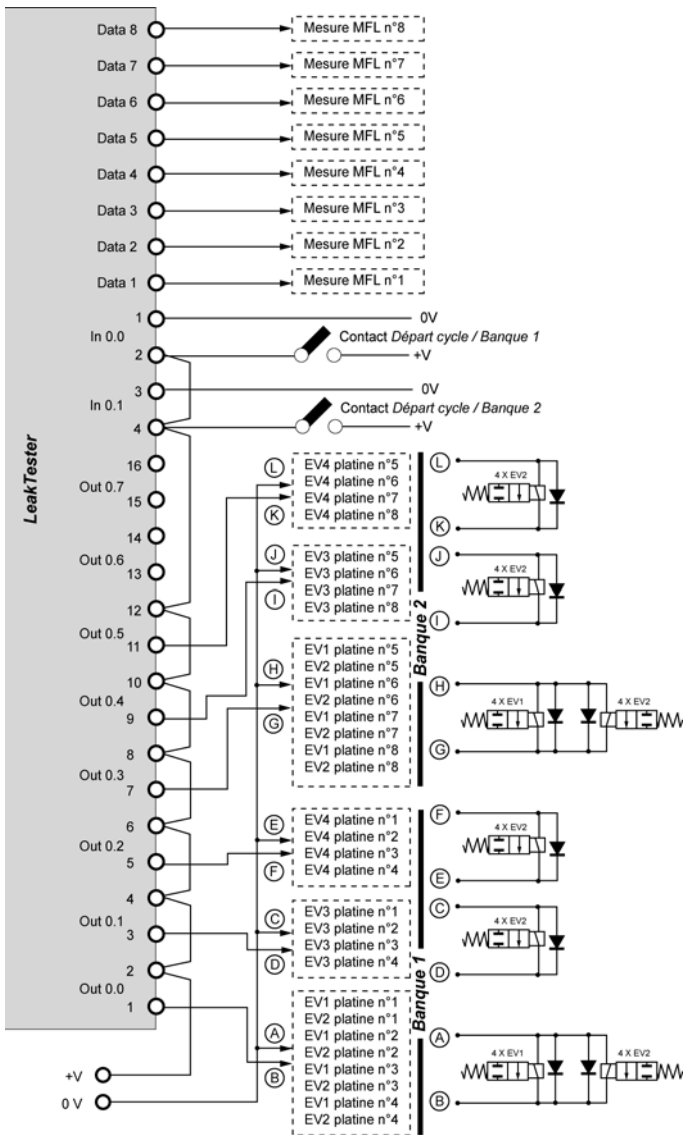 LeakTester
Data 8
Mesure MFL n°8
Data 7
Mesure MFL n°7
Data 6
Mesure MFL n°6
Data 5
Mesure MFL n°5
Data 4
Mesure MFL n°4
Data 3
Mesure MFL n°3
Data 2
Mesure MFL n°2
Data 1
Mesure MFL n°1
1
0V
In 0.0
Contact Départ cycle / Banque 1
2
+V
3
0V
In 0.1
Contact Départ cycle / Banque 2
4
+V
16
Out 0.7
15
14
Out 0.6
13
12
Out 0.5
11
10
Out 0.4
9
8
Out 0.3
7
6
Out 0.2
5
4
Out 0.1
3
2
Out 0.0
1
+V
0 V
Banque 2
L
EV4 platine n°5
EV4 platine n°6
EV4 platine n°7
EV4 platine n°8
K
L
4 X EV2
K
J
EV3 platine n°5
EV3 platine n°6
EV3 platine n°7
EV3 platine n°8
I
J
4 X EV2
I
H
EV1 platine n°5
EV2 platine n°5
EV1 platine n°6
EV2 platine n°6
EV1 platine n°7
EV2 platine n°7
EV1 platine n°8
EV2 platine n°8
G
H
4 X EV1
4 X EV2
G
Banque 1
E
EV4 platine n°1
EV4 platine n°2
EV4 platine n°3
EV4 platine n°4
F
F
4 X EV2
E
C
EV3 platine n°1
EV3 platine n°2
EV3 platine n°3
EV3 platine n°4
D
C
4 X EV2
D
A
EV1 platine n°1
EV2 platine n°1
EV1 platine n°2
EV2 platine n°2
EV1 platine n°3
EV2 platine n°3
EV1 platine n°4
EV2 platine n°4
B
A
4 X EV1
4 X EV2
B